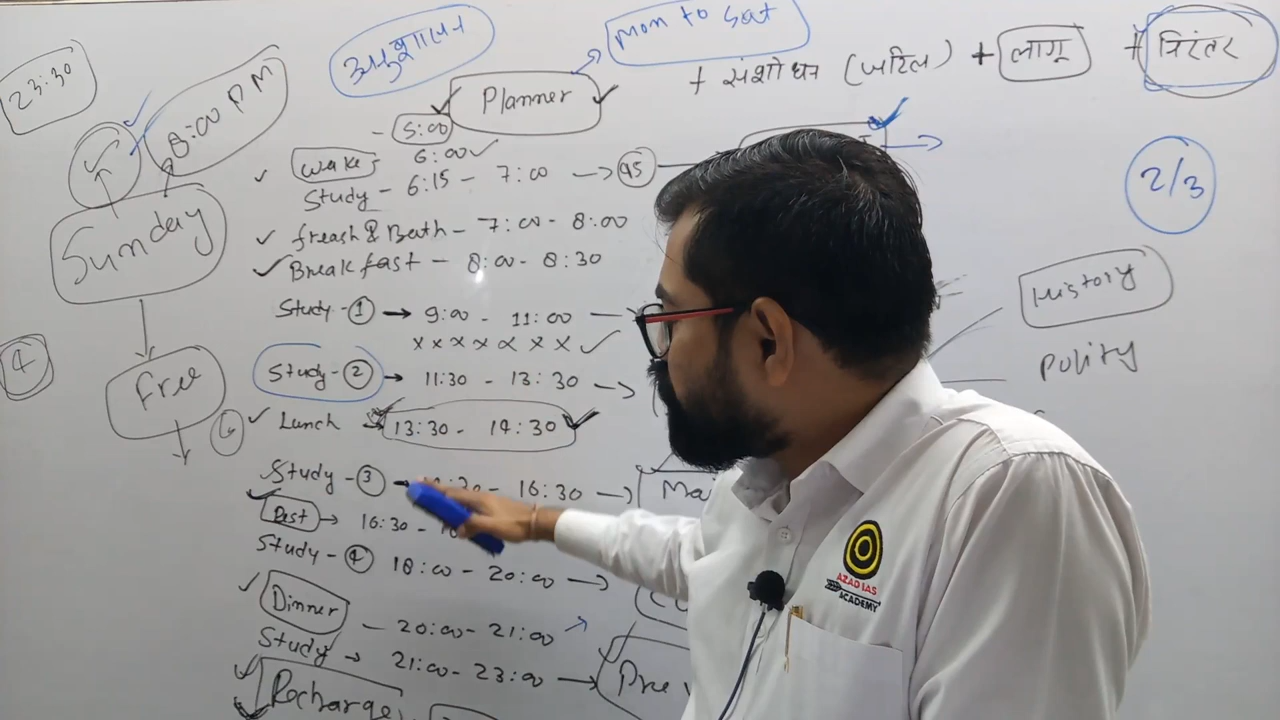 23:30
8:00 PM
Sunday
Free
4
अनुशासन
Mon to Sat
+ संशोधन (जटिल) + लागू + निरंतर
Planner
5:00
Wake 6:00
Study - 6:15 - 7:00 → 45
freash & Bath - 7:00 - 8:00
Breakfast - 8:00 - 8:30
Study - 1 → 9:00 - 11:00
x x x x x x x
Study - 2 → 11:30 - 13:30
Lunch 13:30 - 14:30
Study - 3 → 16:30 →
Rest → 16:30 -
Study - 4 18:00 - 20:00 →
Dinner - 20:00 - 21:00
Study → 21:00 - 23:00 → Pre
Recharge
2/3
History
Polity
AZAD IAS
ACADEMY